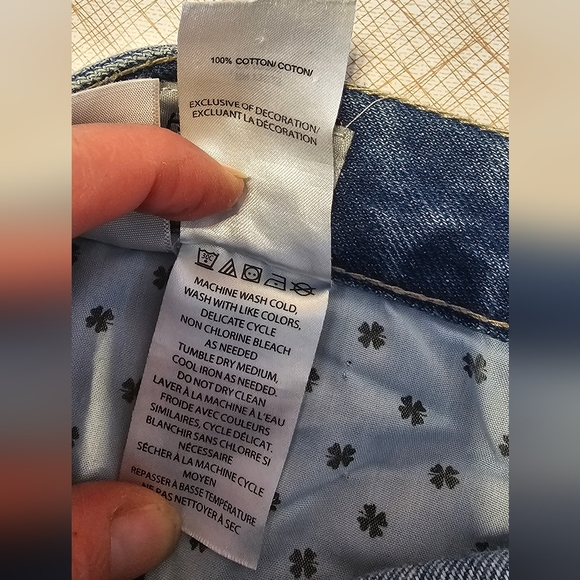 100% COTTON/ COTON/
EXCLUSIVE OF DECORATION/
EXCLUANT LA DÉCORATION
30C
MACHINE WASH COLD,
WASH WITH LIKE COLORS,
DELICATE CYCLE
NON CHLORINE BLEACH
AS NEEDED
TUMBLE DRY MEDIUM,
COOL IRON AS NEEDED.
DO NOT DRY CLEAN
LAVER À LA MACHINE À L'EAU
FROIDE AVEC COULEURS
SIMILAIRES, CYCLE DÉLICAT.
BLANCHIR SANS CHLORE SI
NÉCESSAIRE
SÉCHER À LA MACHINE CYCLE
MOYEN
REPASSER À BASSE TEMPÉRATURE
NE PAS NETTOYER À SEC